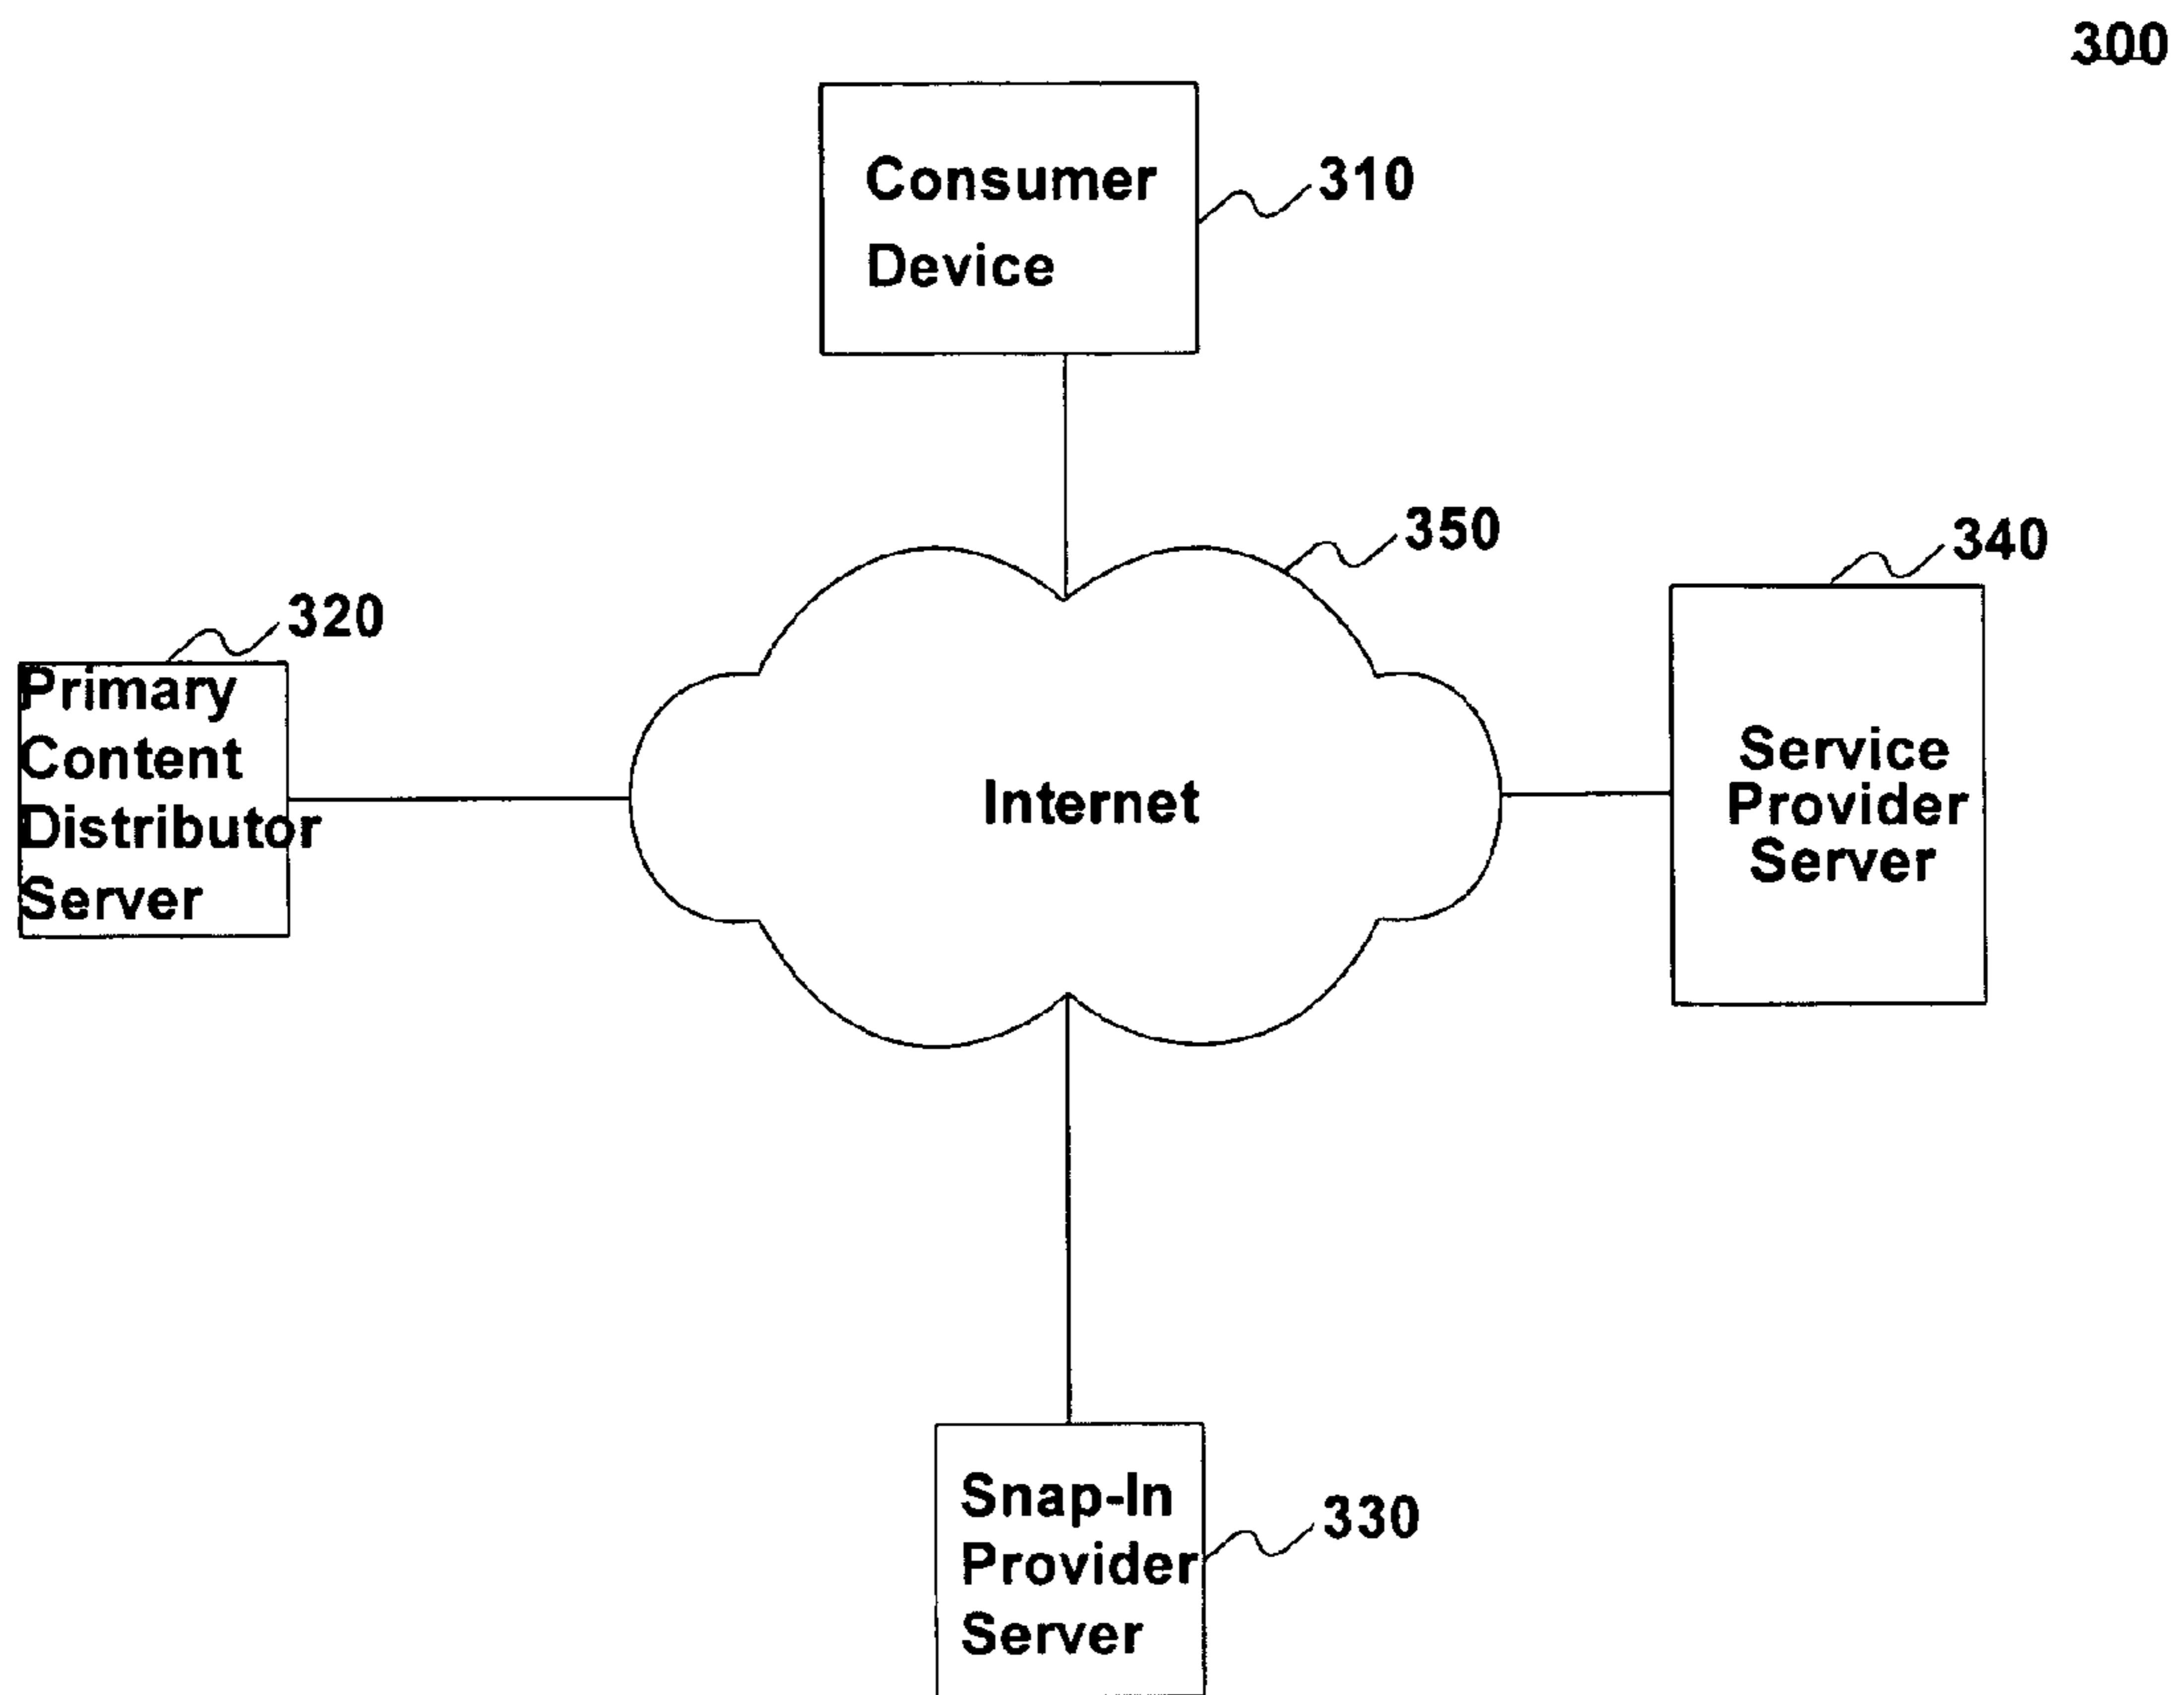 300
Consumer
Device
310
350
340
320
Primary
Content
Distributor
Server
Internet
Service
Provider
Server
Snap-In
Provider
Server
330